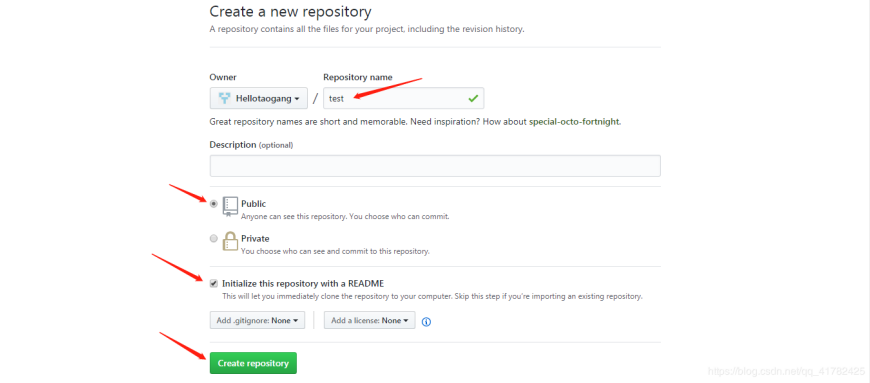 Create a new repository
A repository contains all the files for your project, including the revision history.
Owner
Repository name
Hellotaogang
/
test
Great repository names are short and memorable. Need inspiration? How about special-octo-fortnight.
Description (optional)
Public
Anyone can see this repository. You choose who can commit.
Private
You choose who can see and commit to this repository.
Initialize this repository with a README
This will let you immediately clone the repository to your computer. Skip this step if you're importing an existing repository.
Add .gitignore: None
Add a license: None
Create repository
https://blog.csdn.net/qq_41782425